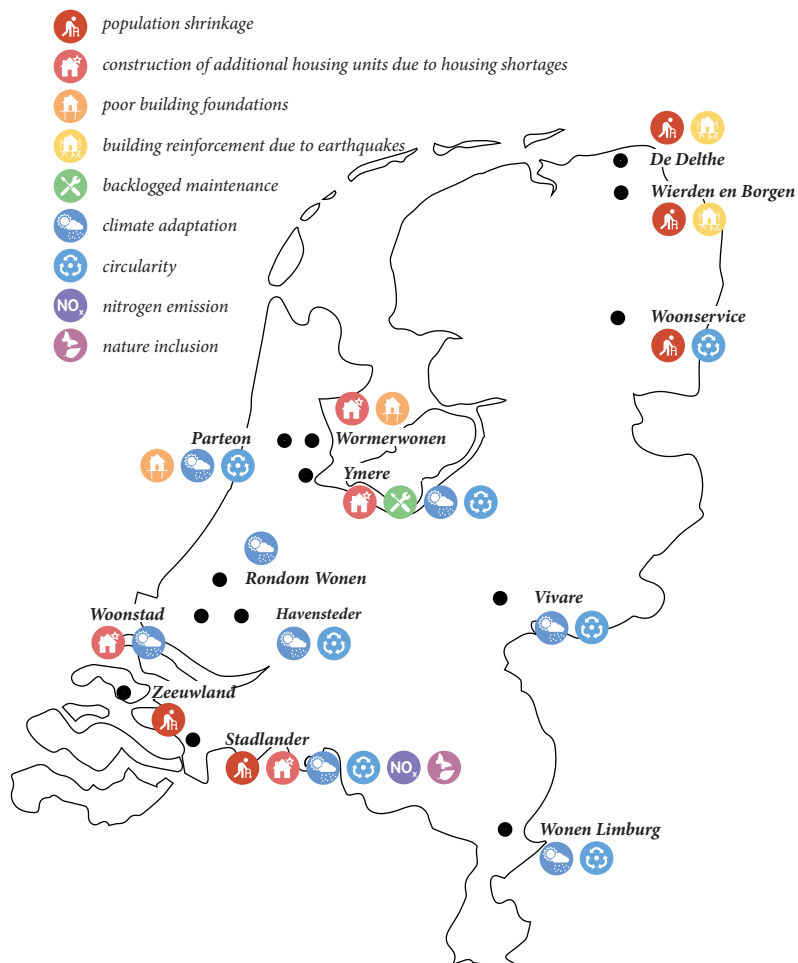 population shrinkage
construction of additional housing units due to housing shortages
poor building foundations
building reinforcement due to earthquakes
backlogged maintenance
climate adaptation
circularity
NOx
nitrogen emission
nature inclusion
De Delthe
Wierden en Borgen
Woonservice
Parteon
Wormerwonen
Ymere
Rondom Wonen
Woonstad
Havensteder
Vivare
Zeeuwland
Stadlander
NOx
Wonen Limburg